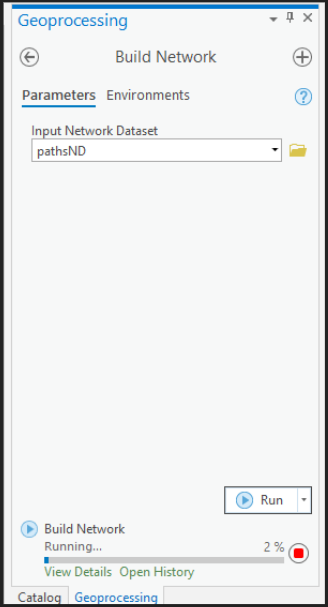 Geoprocessing
Build Network
Parameters Environments
Input Network Dataset
pathsND
Run
Build Network
Running... 2 %
View Details Open History
Catalog Geoprocessing